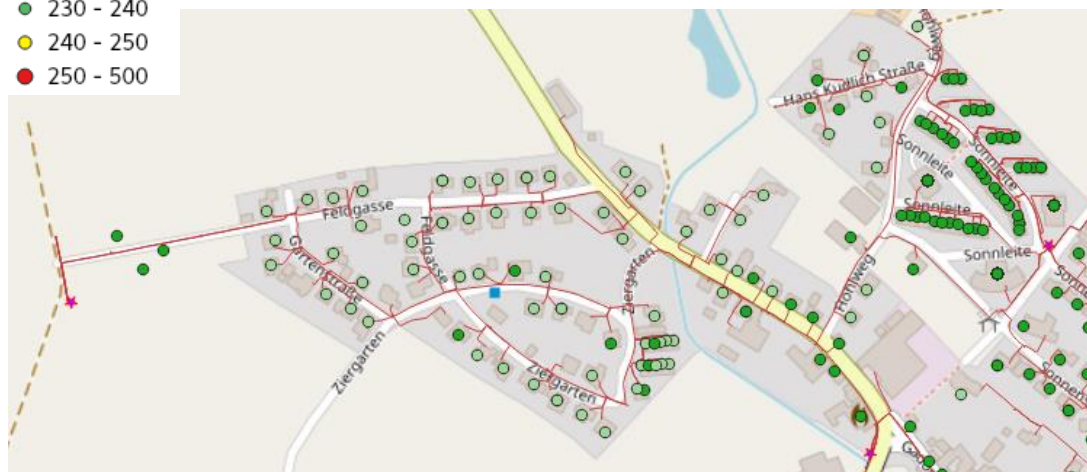 230 - 240
240 - 250
250 - 500
Hohlweg
Hans Kudlich Straße
Sonnleite
Sonnleite
Feldgasse
Feldgasse
Sonnleite
Gartenstraße
Ziergarten
Hohlweg
Sonnleite
Ziergarten
Ziergarten